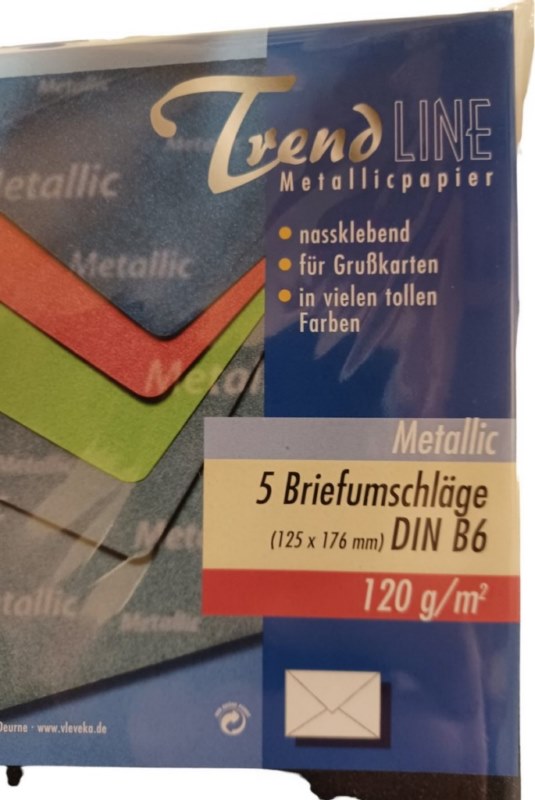 Metallic
Trend LINE
Metallicpapier
Metallic
nassklebend
für Grußkarten
in vielen tollen
Farben
Metallic
Metallic
Metallic
5 Briefumschläge
(125 x 176 mm) DIN B6
120 g/m²
Metallic
Deurne - www.vleveka.de